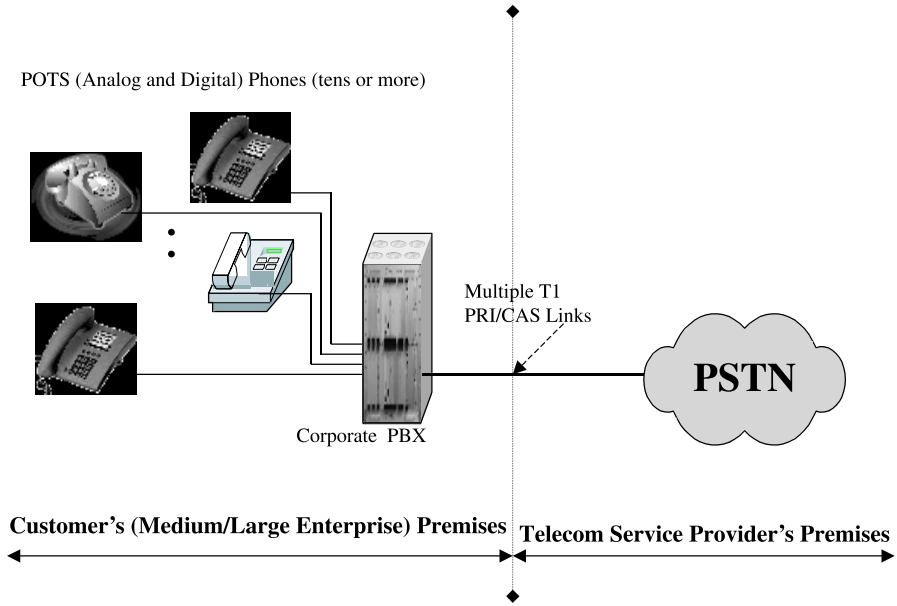 POTS (Analog and Digital) Phones (tens or more)
Multiple T1
PRI/CAS Links
PSTN
Corporate PBX
Customer’s (Medium/Large Enterprise) Premises
Telecom Service Provider’s Premises